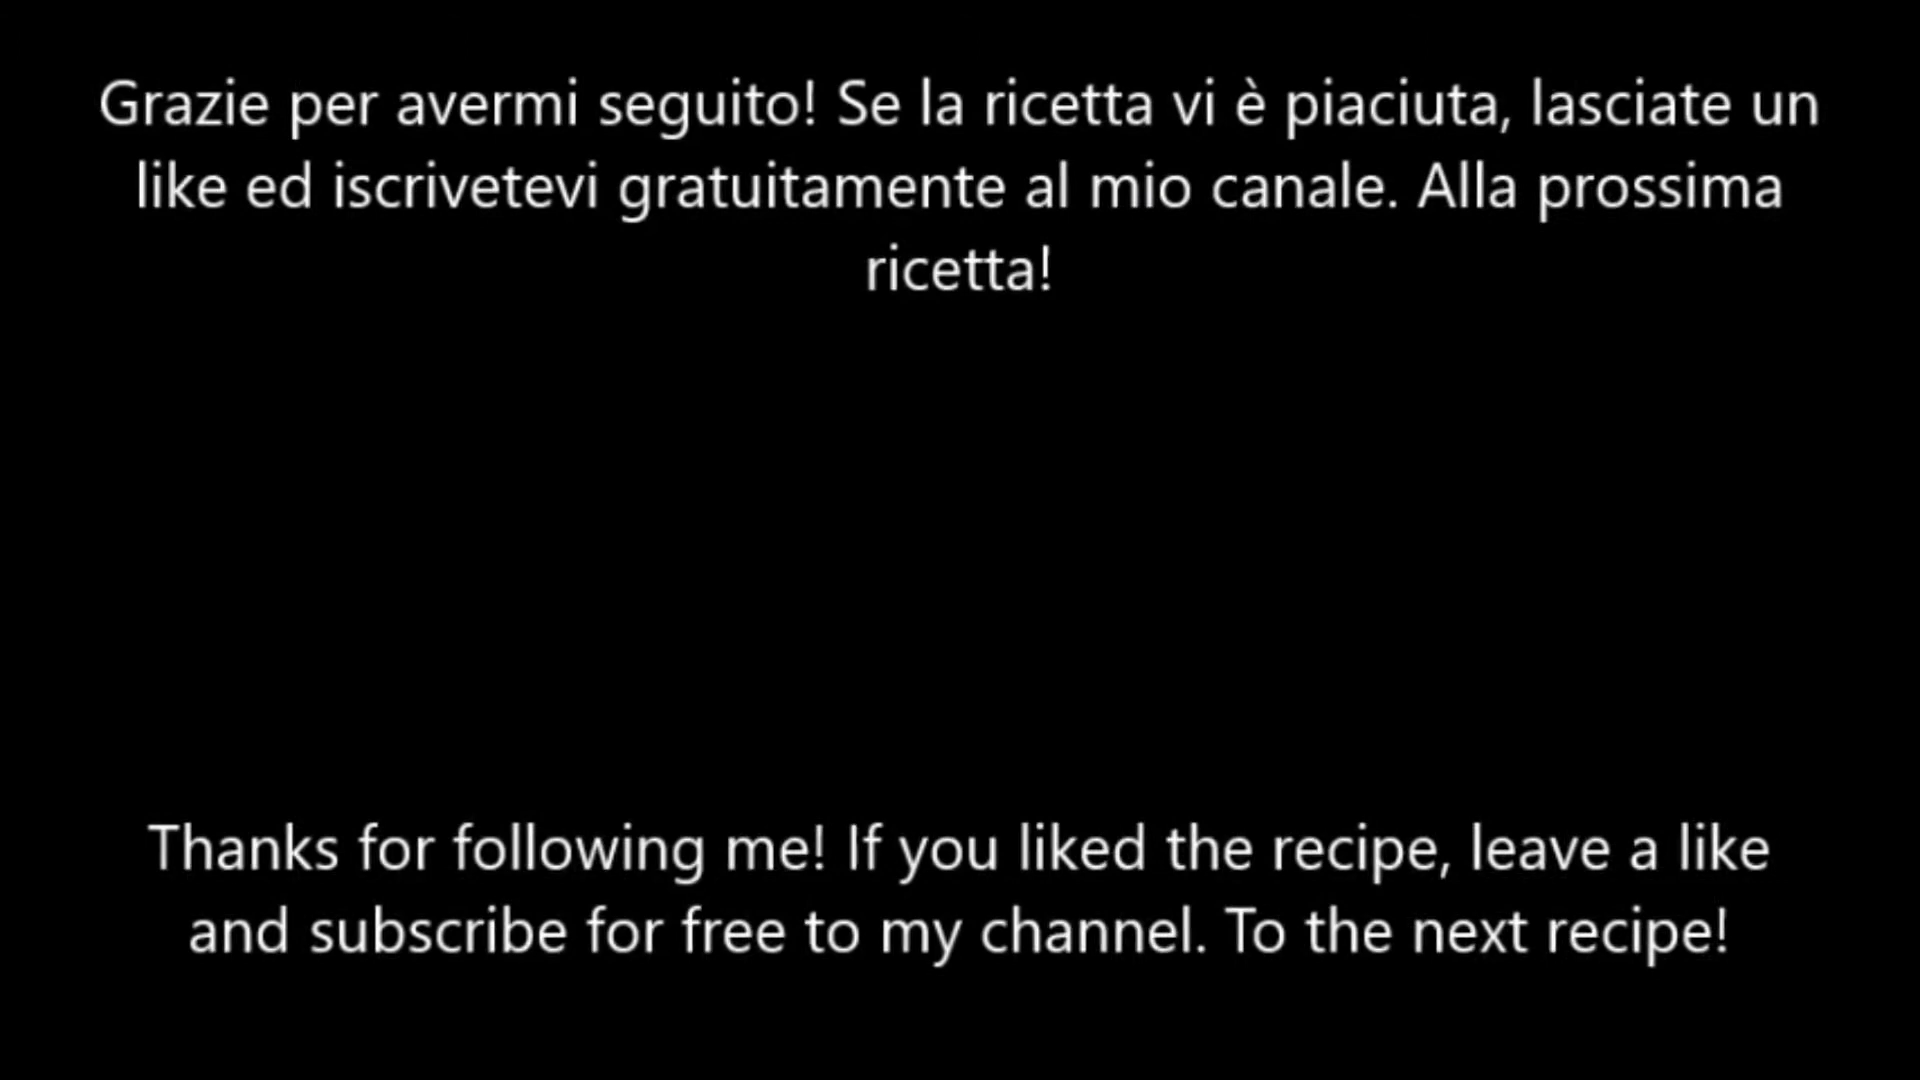 Grazie per avermi seguito! Se la ricetta vi è piaciuta, lasciate un
like ed iscrivetevi gratuitamente al mio canale. Alla prossima
ricetta!
Thanks for following me! If you liked the recipe, leave a like
and subscribe for free to my channel. To the next recipe!